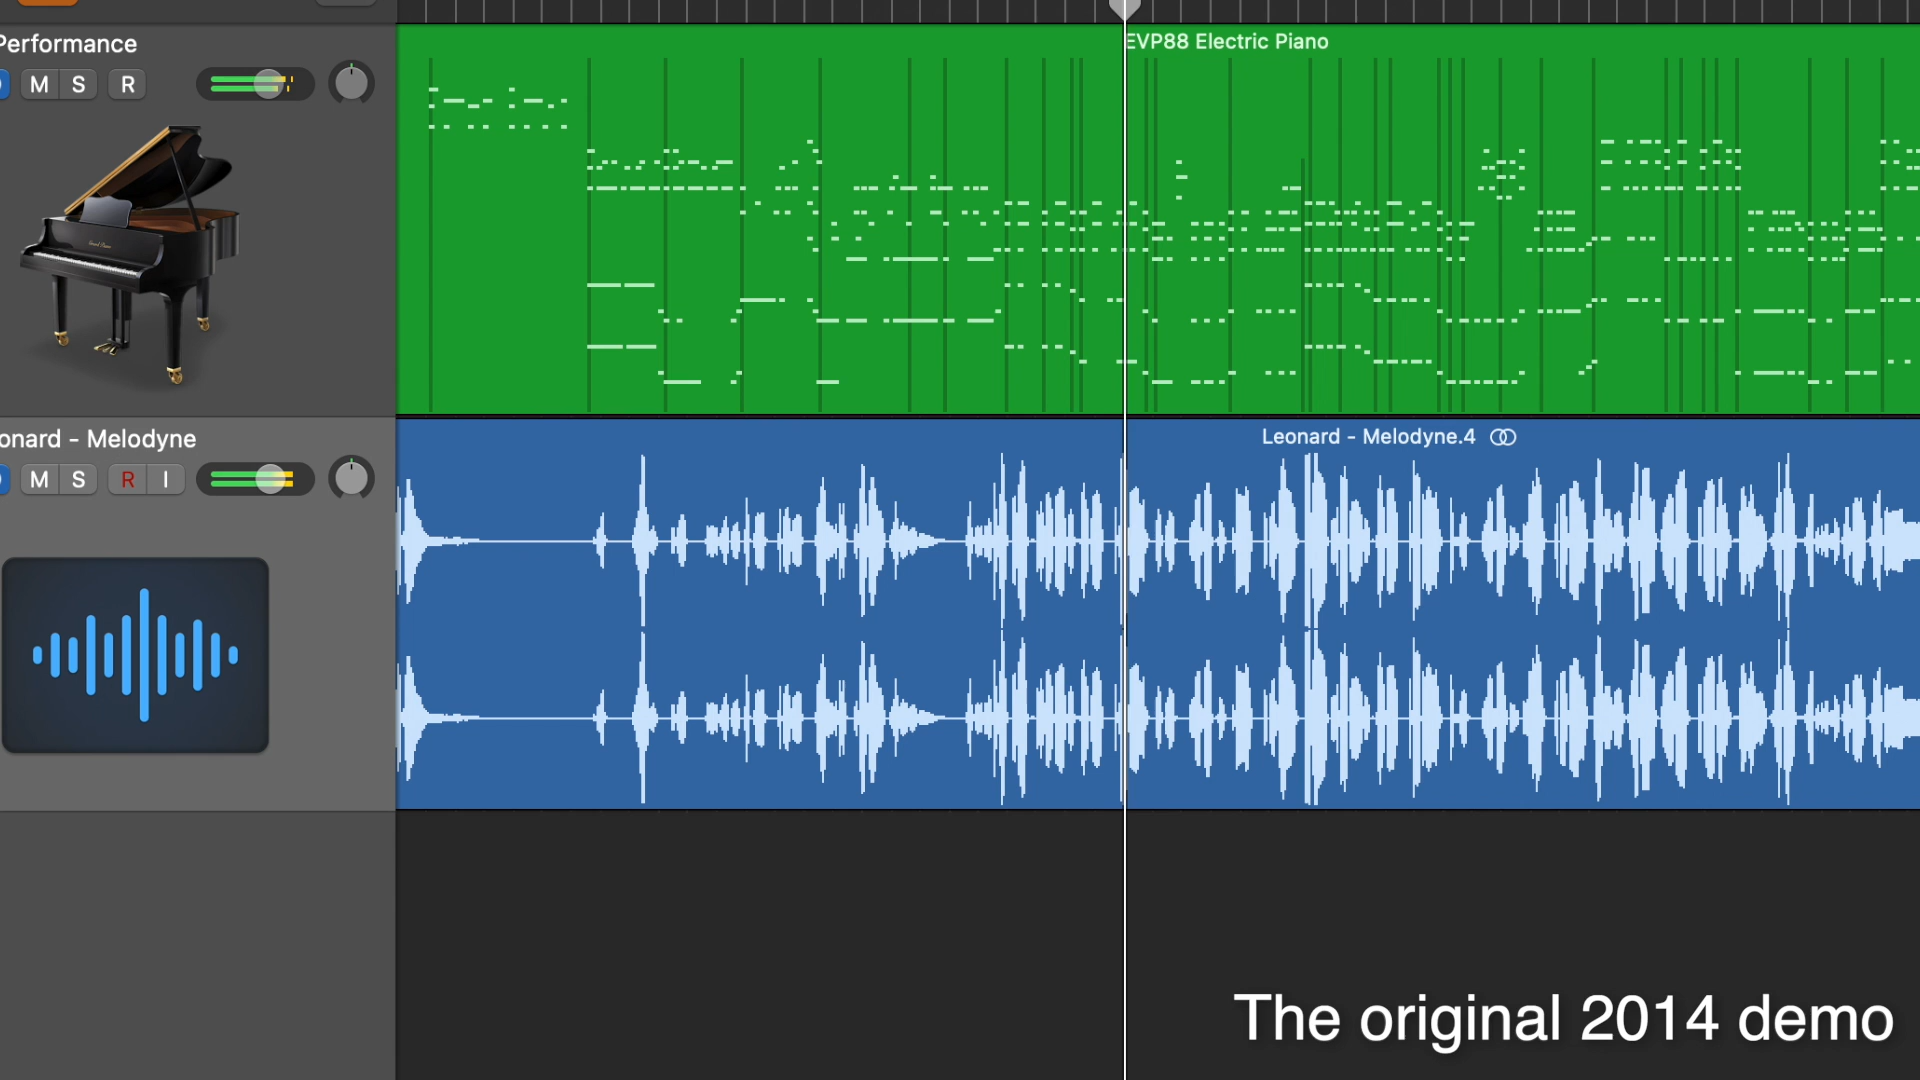 Performance
EVP88 Electric Piano
M S R
onard - Melodyne
Leonard - Melodyne.4
M S R I
The original 2014 demo